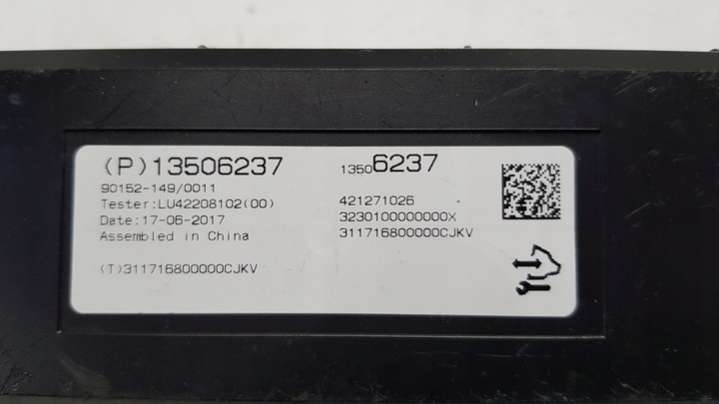 (P)13506237
90152-149/0011
Tester:LU42208102(00)
Date:17-06-2017
Assembled in China
(T)311716800000CJKV
13506237
421271026
3230100000000X
311716800000CJKV